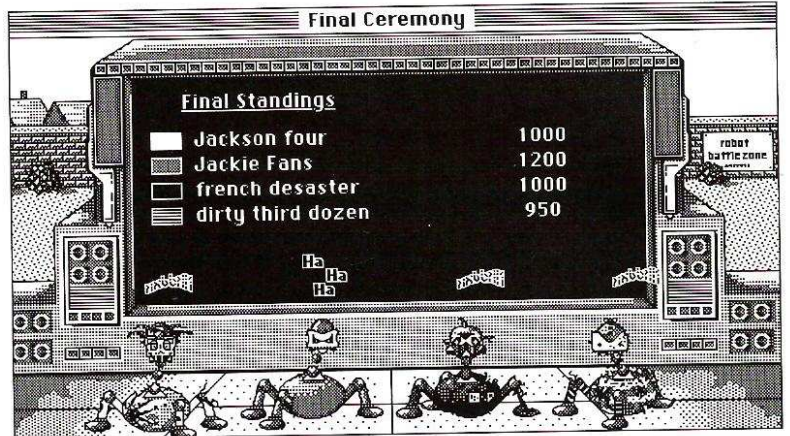 Final Ceremony
Final Standings
Jackson four 1000
Jackie Fans 1200
french desaster 1000
dirty third dozen 950
robot
battlezone
Ha
Ha
Ha